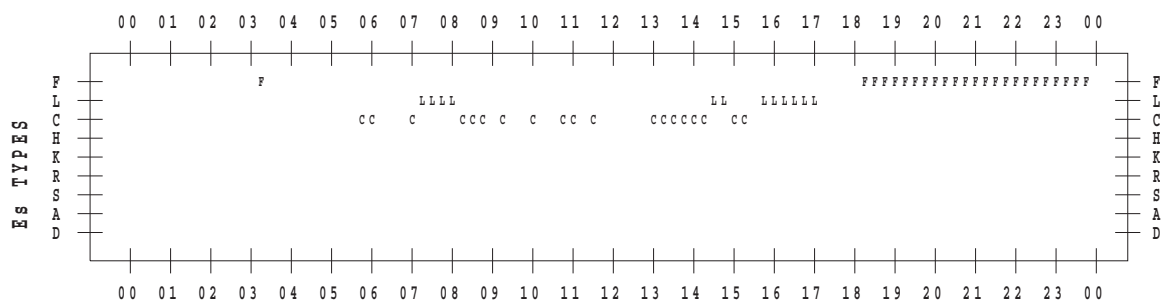 00 01 02 03 04 05 06 07 08 09 10 11 12 13 14 15 16 17 18 19 20 21 22 23 00
F F FFFFFFFFFFFFFFFFFFFFFFF F
L LLLL LL LLLLLL L
C CC C CCC C C CC C CCCCCC CC C
H H
K K
R R
S S
A A
D D
Es TYPES
00 01 02 03 04 05 06 07 08 09 10 11 12 13 14 15 16 17 18 19 20 21 22 23 00